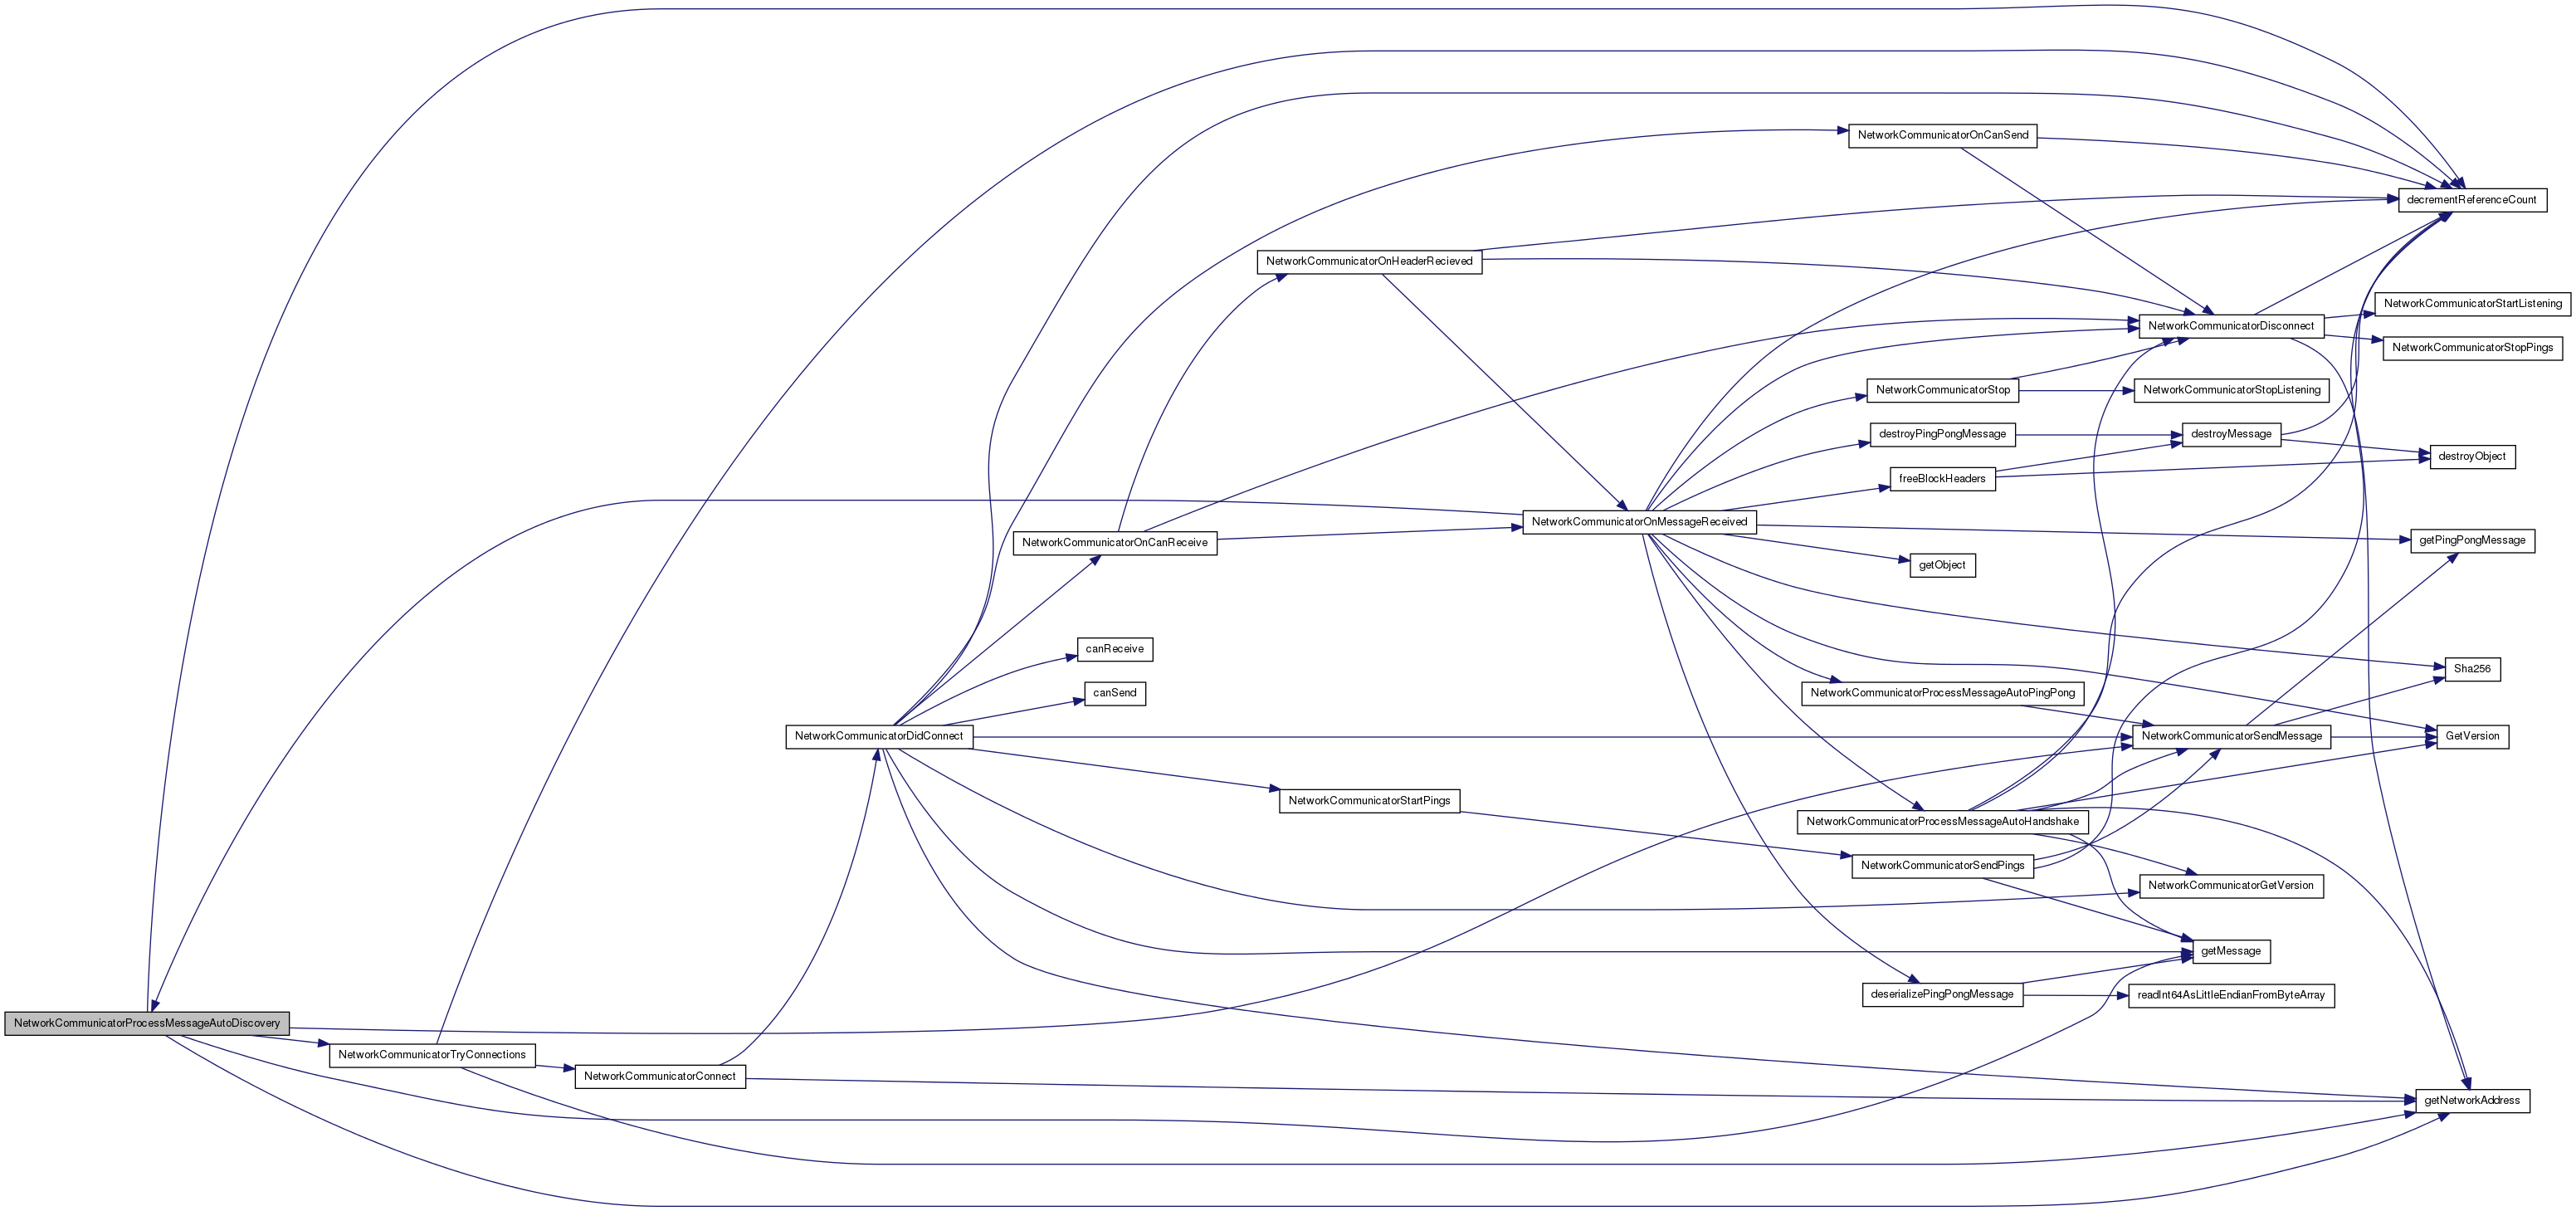 NetworkCommunicatorOnCanSend
decrementReferenceCount
NetworkCommunicatorOnHeaderRecieved
NetworkCommunicatorStartListening
NetworkCommunicatorDisconnect
NetworkCommunicatorStopPings
NetworkCommunicatorStop
NetworkCommunicatorStopListening
destroyPingPongMessage
destroyMessage
destroyObject
freeBlockHeaders
NetworkCommunicatorOnMessageReceived
NetworkCommunicatorOnCanReceive
getPingPongMessage
getObject
canReceive
Sha256
canSend
NetworkCommunicatorProcessMessageAutoPingPong
NetworkCommunicatorDidConnect
NetworkCommunicatorSendMessage
GetVersion
NetworkCommunicatorStartPings
NetworkCommunicatorProcessMessageAutoHandshake
NetworkCommunicatorSendPings
NetworkCommunicatorGetVersion
getMessage
deserializePingPongMessage
readInt64AsLittleEndianFromByteArray
NetworkCommunicatorProcessMessageAutoDiscovery
NetworkCommunicatorTryConnections
NetworkCommunicatorConnect
getNetworkAddress